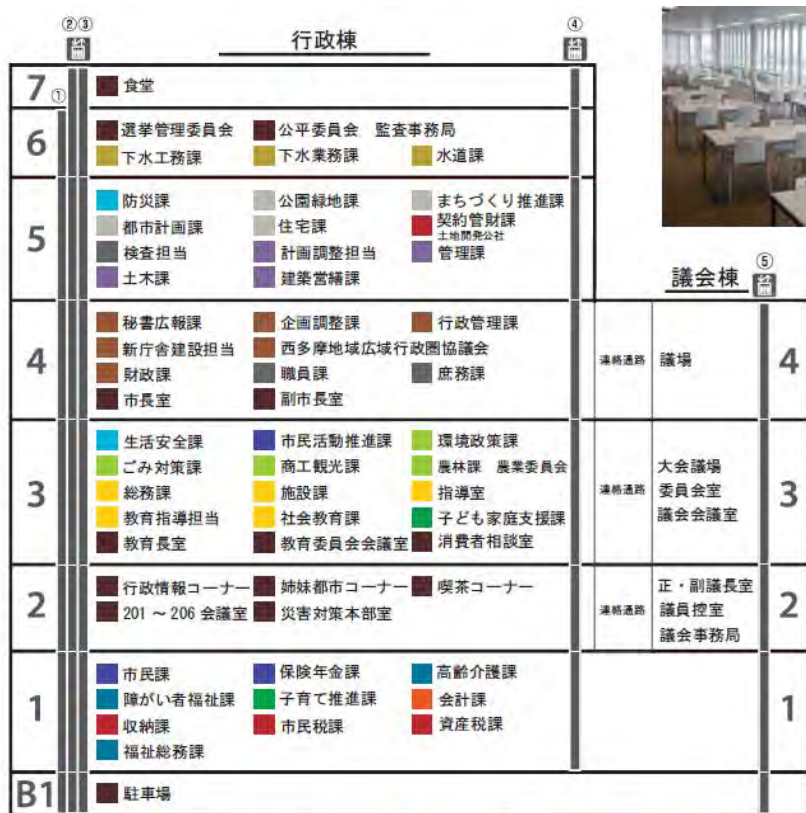 ②③
④
行政棟
7
①
食堂
6
選挙管理委員会 公平委員会 監査事務局
下水工務課 下水業務課 水道課
5
防災課 公園緑地課 まちづくり推進課
都市計画課 住宅課 契約管財課
土地開発公社
検査担当 計画調整担当 管理課
土木課 建築営繕課
議会棟
⑤
4
秘書広報課 企画調整課 行政管理課
新庁舎建設担当 西多摩地域広域行政圏協議会
財政課 職員課 庶務課
市長室 副市長室
連絡通路
議場
4
3
生活安全課 市民活動推進課 環境政策課
ごみ対策課 商工観光課 農林課 農業委員会
総務課 施設課 指導室
教育指導担当 社会教育課 子ども家庭支援課
教育長室 教育委員会会議室 消費者相談室
連絡通路
大会議場
委員会室
議会会議室
3
2
行政情報コーナー 姉妹都市コーナー 喫茶コーナー
201 ～ 206 会議室 災害対策本部室
連絡通路
正・副議長室
議員控室
議会事務局
2
1
市民課 保険年金課 高齢介護課
障がい者福祉課 子育て推進課 会計課
収納課 市民税課 資産税課
福祉総務課
1
B1
駐車場